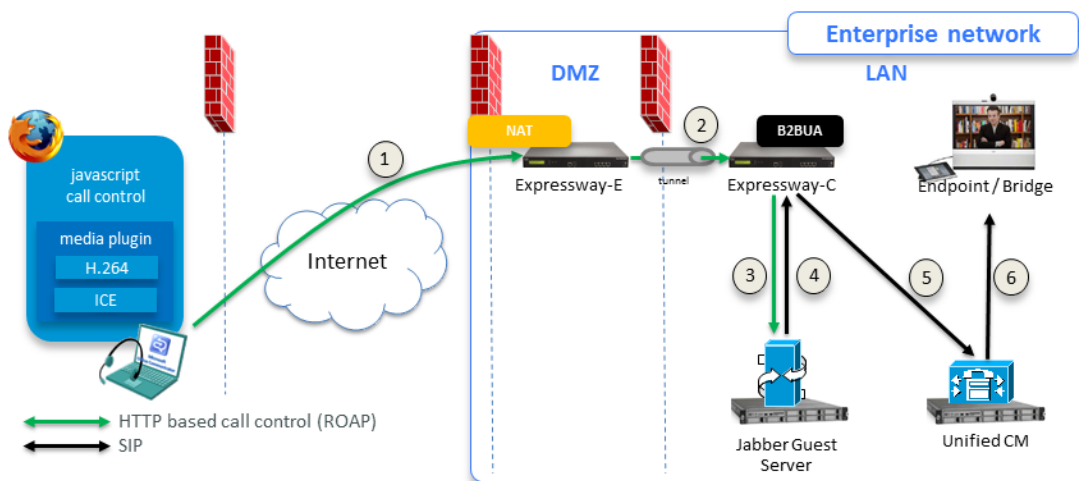 Enterprise network
DMZ
LAN
NAT
2
B2BUA
1
javascript
call control
Expressway-E
tunnel
Expressway-C
Endpoint / Bridge
media plugin
H.264
Internet
ICE
3
4
5
6
HTTP based call control (ROAP)
SIP
Jabber Guest
Server
Unified CM